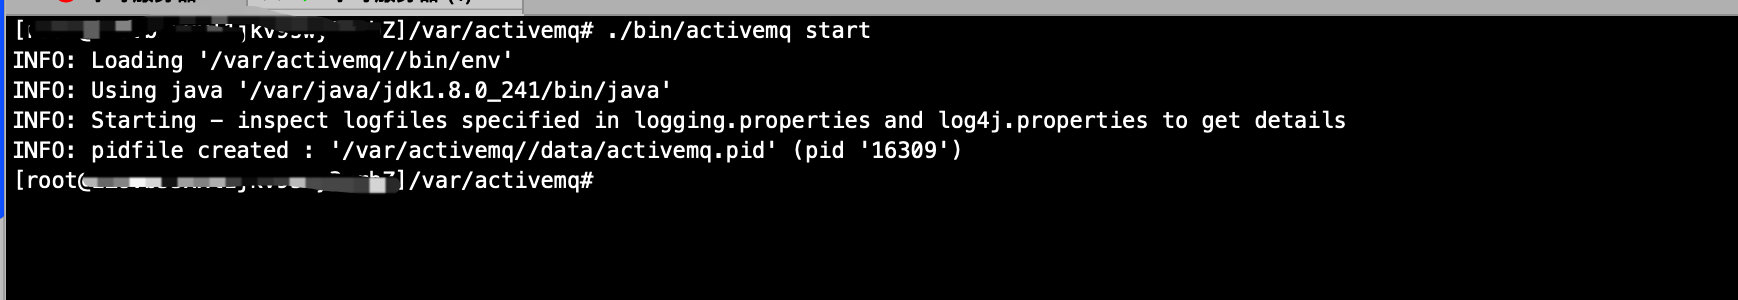 Z]/var/activemq# ./bin/activemq start
INFO: Loading '/var/activemq//bin/env'
INFO: Using java '/var/java/jdk1.8.0_241/bin/java'
INFO: Starting - inspect logfiles specified in logging.properties and log4j.properties to get details
INFO: pidfile created : '/var/activemq//data/activemq.pid' (pid '16309')
[root@ ]/var/activemq#